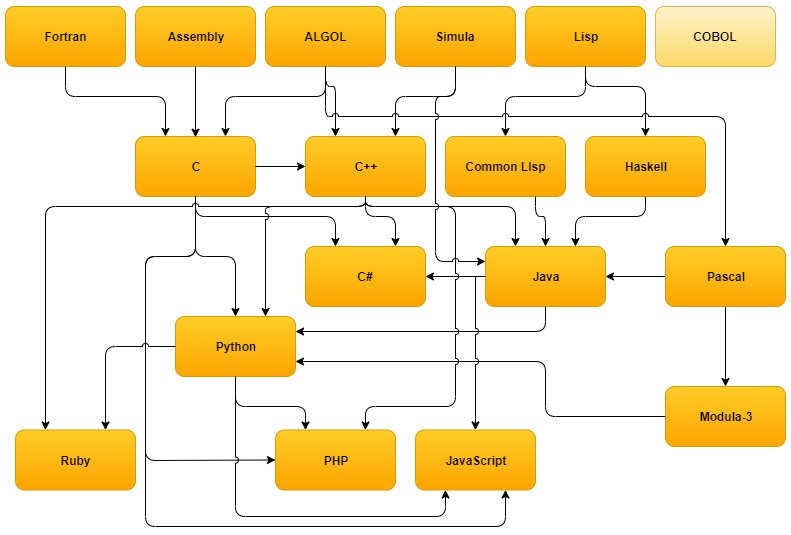 Fortran
Assembly
ALGOL
Simula
Lisp
COBOL
C
C++
Common LIsp
Haskell
C#
Java
Pascal
Python
Modula-3
Ruby
PHP
JavaScript